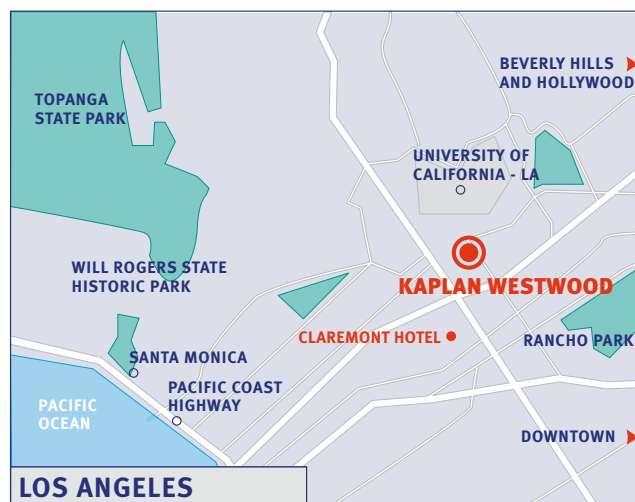 BEVERLY HILLS
AND HOLLYWOOD
TOPANGA
STATE PARK
UNIVERSITY OF
CALIFORNIA - LA
WILL ROGERS STATE
HISTORIC PARK
KAPLAN WESTWOOD
CLAREMONT HOTEL
RANCHO PARK
SANTA MONICA
PACIFIC COAST
HIGHWAY
PACIFIC
OCEAN
DOWNTOWN
LOS ANGELES